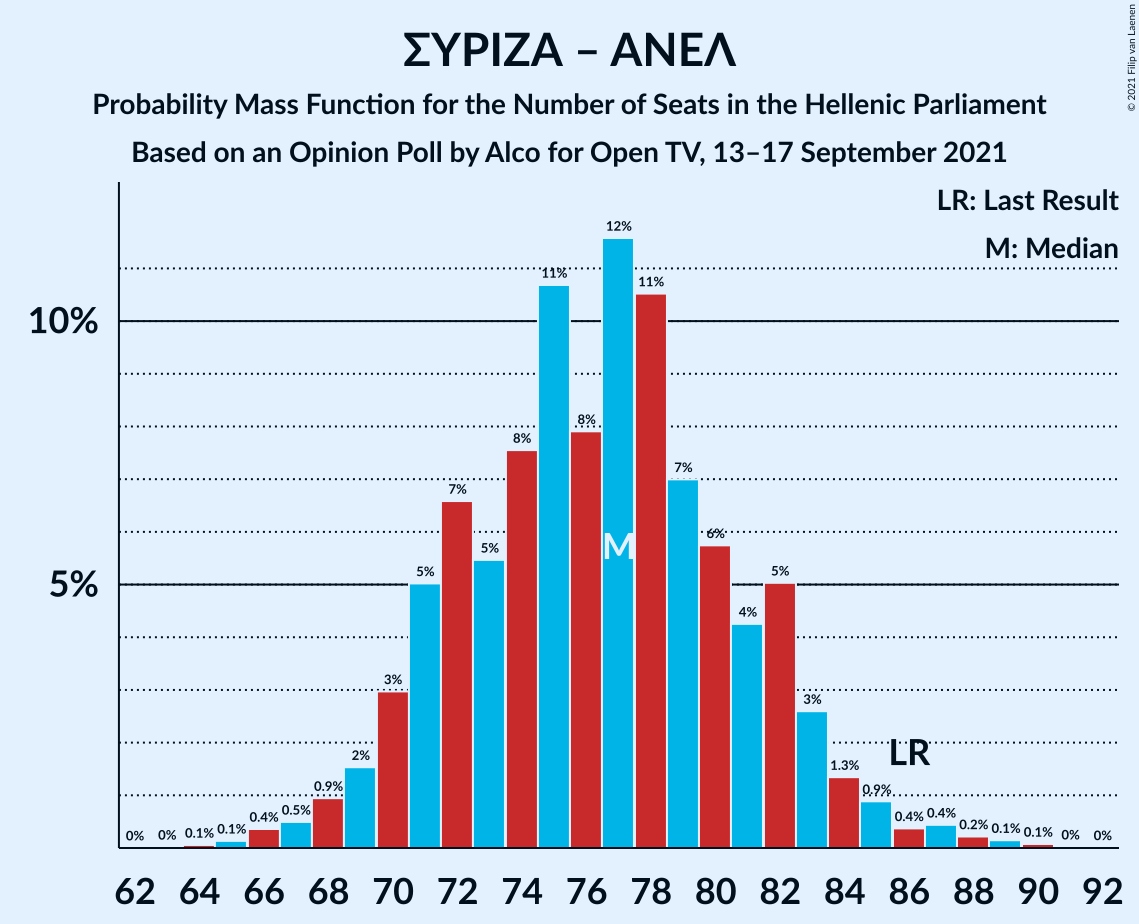 ΣΥΡΙΖΑ – ΑΝΕΛ
Probability Mass Function for the Number of Seats in the Hellenic Parliament
Based on an Opinion Poll by Alco for Open TV, 13–17 September 2021
© 2021 Filip van Laenen
LR: Last Result
M: Median
10%
5%
0% 0% 0.1% 0.1% 0.4% 0.5% 0.9% 2% 3% 5% 7% 5% 8% 11% 8% 12% 11% 7% 6% 4% 5% 3% 1.3% 0.9% 0.4% 0.4% 0.2% 0.1% 0.1% 0% 0%
M
LR
62 64 66 68 70 72 74 76 78 80 82 84 86 88 90 92